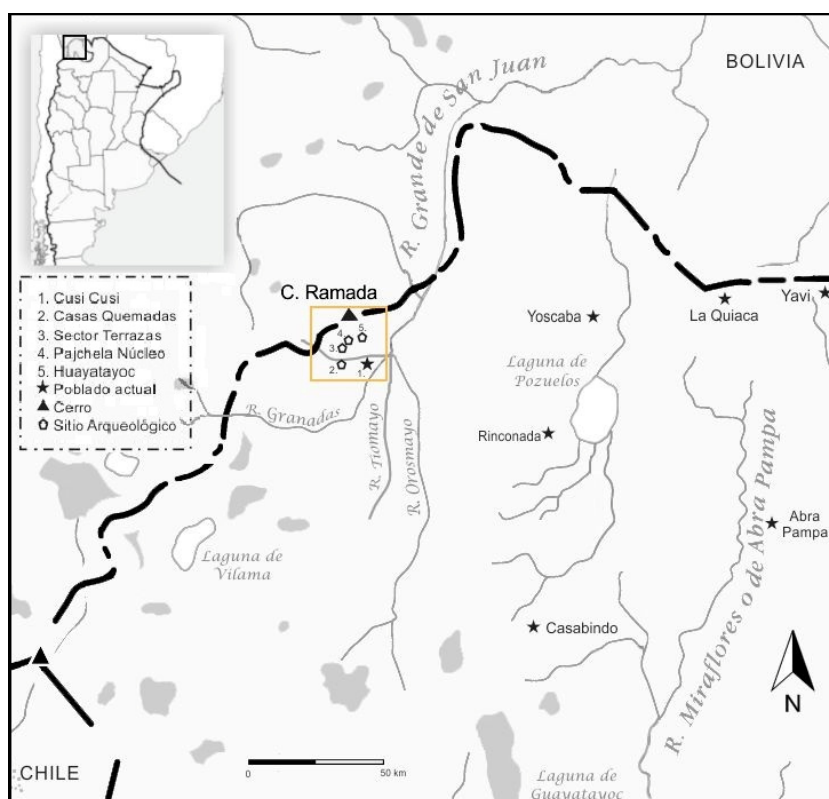 BOLIVIA
R. Grande de San Juan
C. Ramada
1. Cusi Cusi
2. Casas Quemadas
3. Sector Terrazas
4. Pajchela Núcleo
5. Huayatayoc
Poblado actual
Cerro
Sitio Arqueológico
5.
4.
3.
2.
1.
Yoscaba
La Quiaca
Yavi
Laguna de
Pozuelos
R. Granadas
R. Tiomayo
R. Orosmayo
Rinconada
Abra
Pampa
Laguna de
Vilama
Casabindo
R. Miraflores o de Abra Pampa
N
CHILE
0
50 km
Laguna de
Guayatayoc